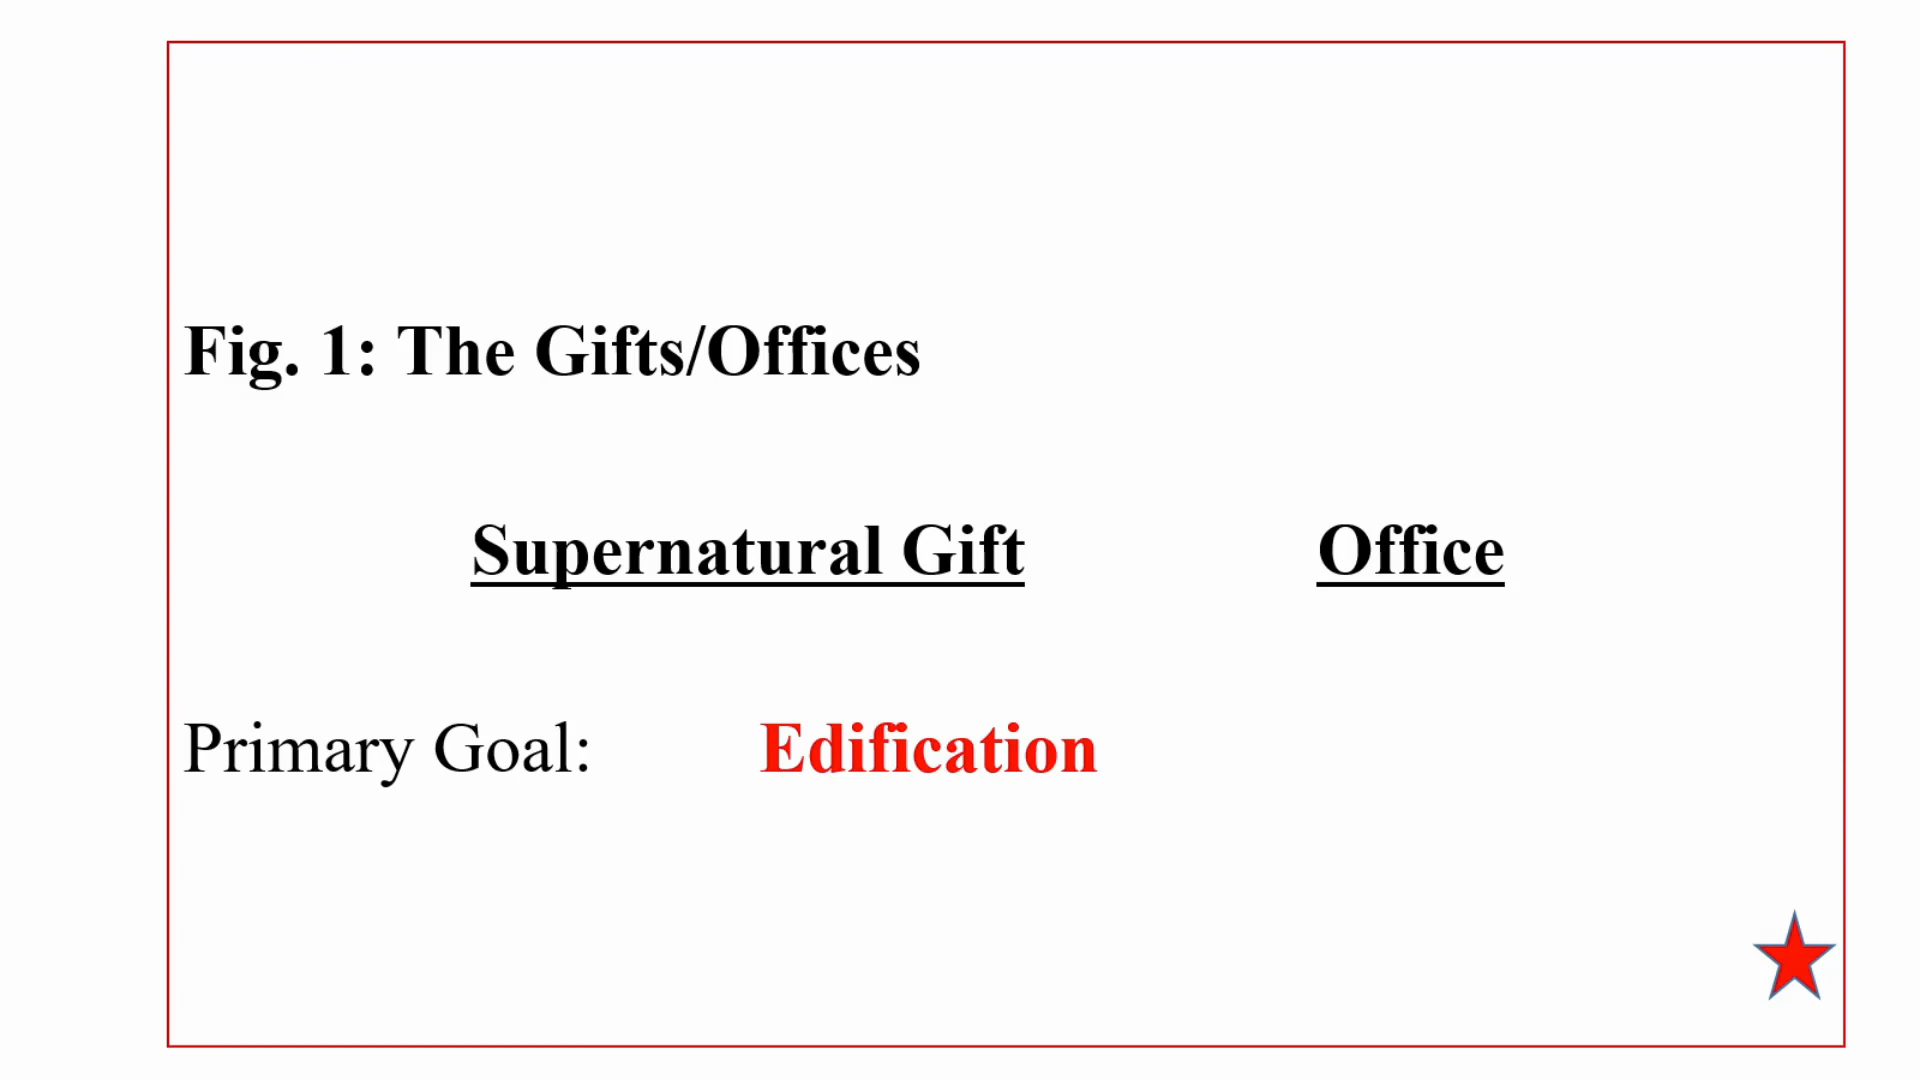 Fig. 1: The Gifts/Offices
Supernatural Gift Office
Primary Goal: Edification